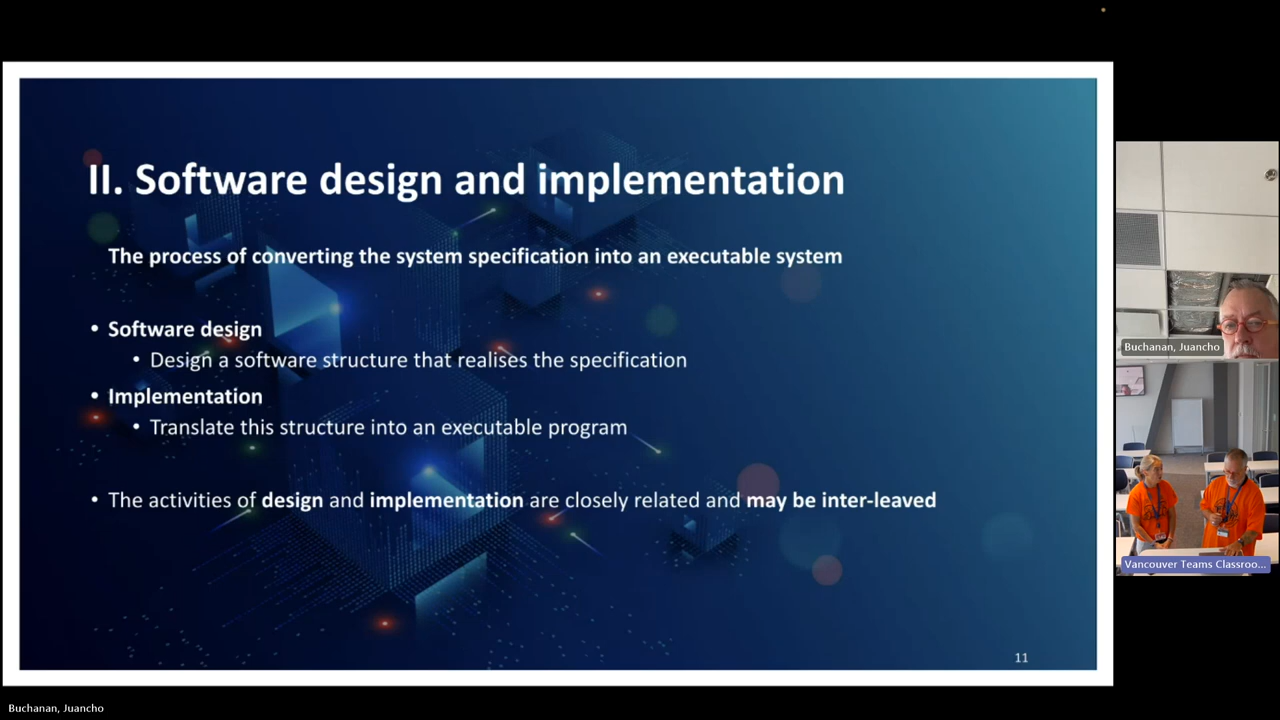 II. Software design and implementation
The process of converting the system specification into an executable system
• Software design
• Design a software structure that realises the specification
• Implementation
• Translate this structure into an executable program
• The activities of design and implementation are closely related and may be inter-leaved
11
Buchanan, Juancho
Vancouver Teams Classroo...
Buchanan, Juancho